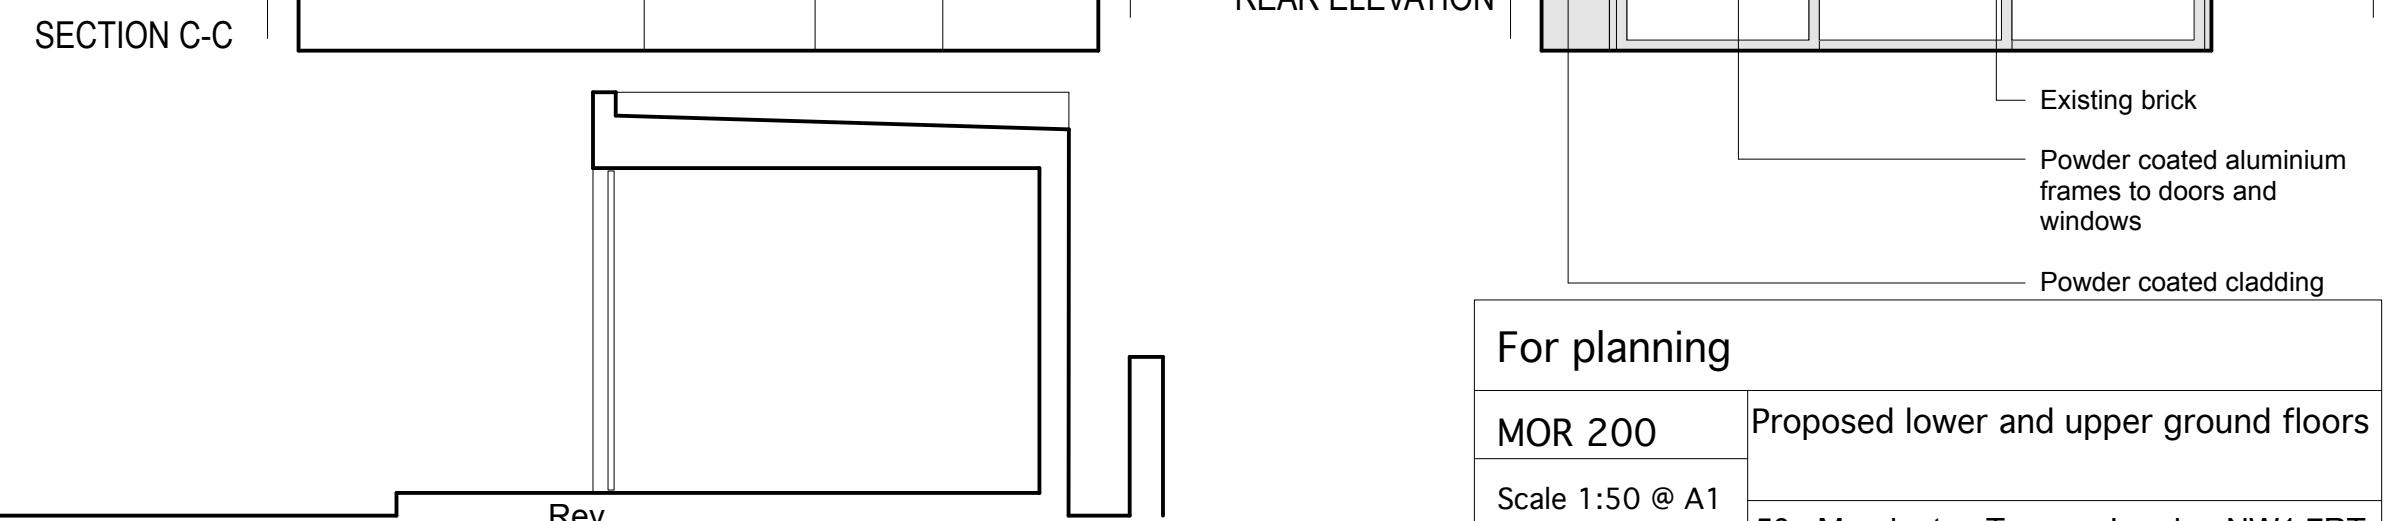 SECTION C-C
REAR ELEVATION
Existing brick
Powder coated aluminium
frames to doors and
windows
Powder coated cladding
For planning
MOR 200
Proposed lower and upper ground floors
Scale 1:50 @ A1
Rev